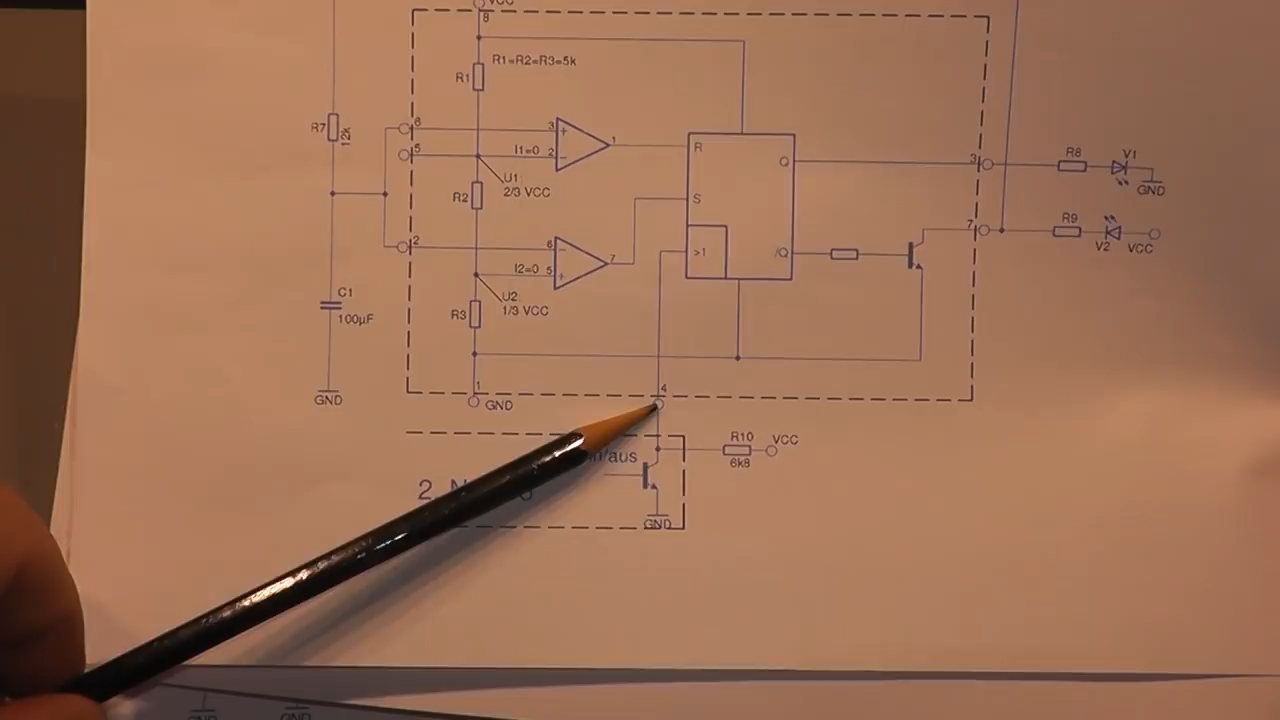 VCC
8
R1=R2=R3=5k
R1
R7
12k
6
3
+
1
R
Q
3
R8
V1
5
I1=0
2
−
GND
U1
2/3 VCC
R2
S
7
R9
V2
VCC
2
6
−
7
>1
/Q
I2=0
5
+
U2
1/3 VCC
C1
100µF
R3
GND
1
GND
4
R10
VCC
6k8
/aus
2.
GND
GND
GND